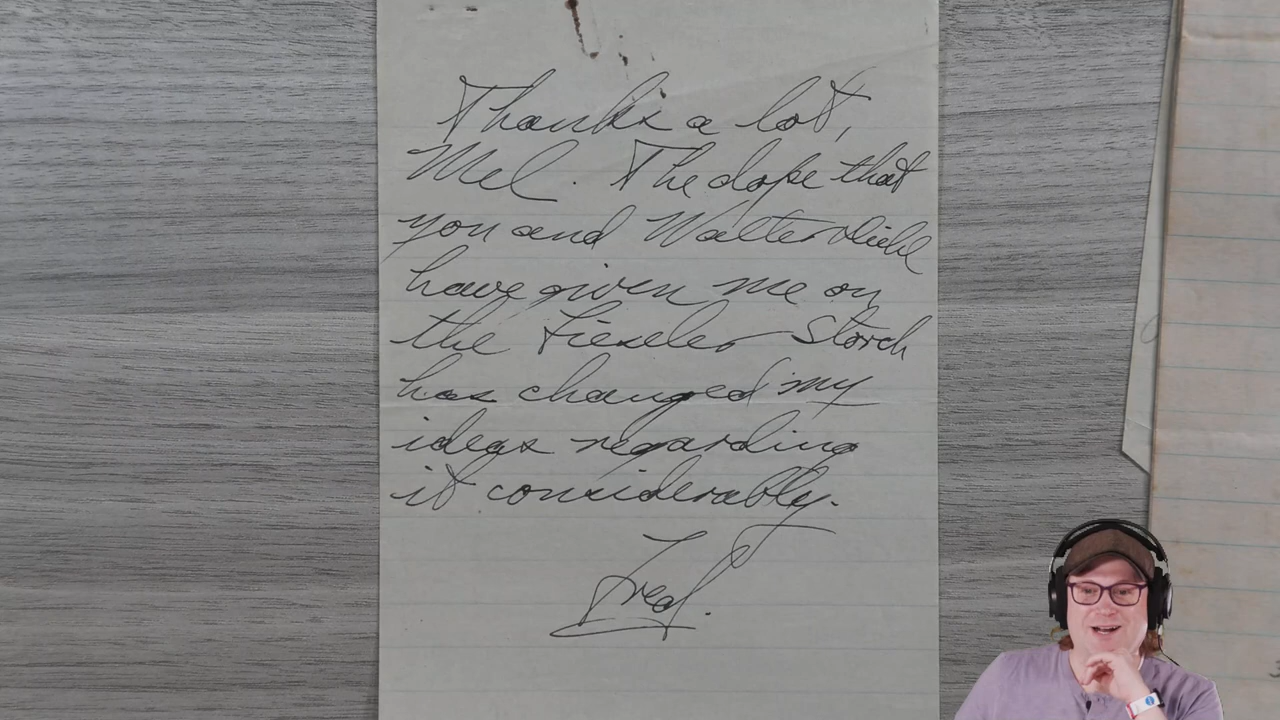 Thanks a lot,
Mel. The dope that
you and Walter Diehl
have given me on
the Fieseler Storch
has changed my
ideas regarding
it considerably.
Fred.